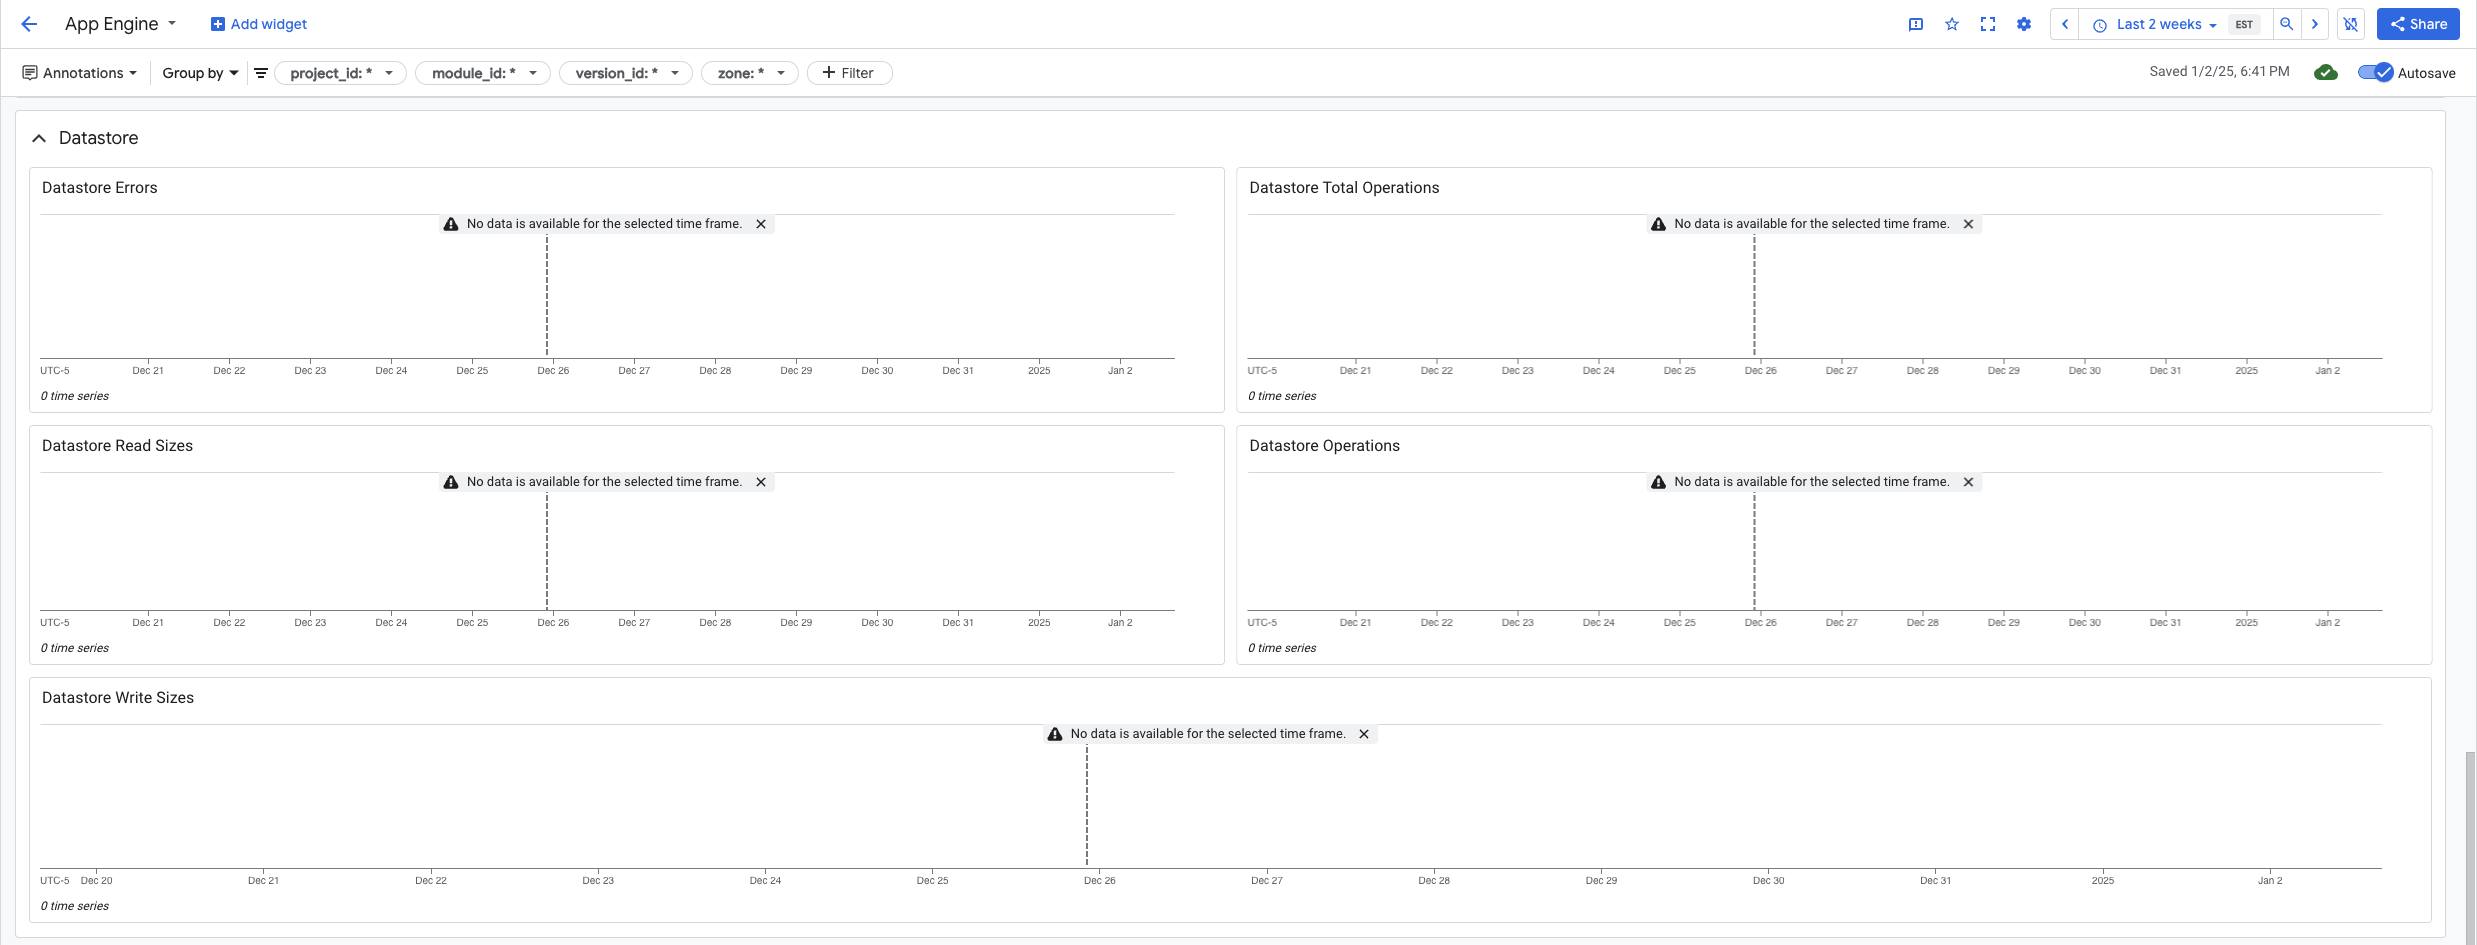 App Engine Add widget Last 2 weeks EST Share
Annotations Group by project_id: * module_id: * version_id: * zone: * Filter Saved 1/2/25, 6:41 PM Autosave
Datastore
Datastore Errors
No data is available for the selected time frame.
UTC-5 Dec 21 Dec 22 Dec 23 Dec 24 Dec 25 Dec 26 Dec 27 Dec 28 Dec 29 Dec 30 Dec 31 2025 Jan 2
0 time series
Datastore Total Operations
No data is available for the selected time frame.
UTC-5 Dec 21 Dec 22 Dec 23 Dec 24 Dec 25 Dec 26 Dec 27 Dec 28 Dec 29 Dec 30 Dec 31 2025 Jan 2
0 time series
Datastore Read Sizes
No data is available for the selected time frame.
UTC-5 Dec 21 Dec 22 Dec 23 Dec 24 Dec 25 Dec 26 Dec 27 Dec 28 Dec 29 Dec 30 Dec 31 2025 Jan 2
0 time series
Datastore Operations
No data is available for the selected time frame.
UTC-5 Dec 21 Dec 22 Dec 23 Dec 24 Dec 25 Dec 26 Dec 27 Dec 28 Dec 29 Dec 30 Dec 31 2025 Jan 2
0 time series
Datastore Write Sizes
No data is available for the selected time frame.
UTC-5 Dec 20 Dec 21 Dec 22 Dec 23 Dec 24 Dec 25 Dec 26 Dec 27 Dec 28 Dec 29 Dec 30 Dec 31 2025 Jan 2
0 time series